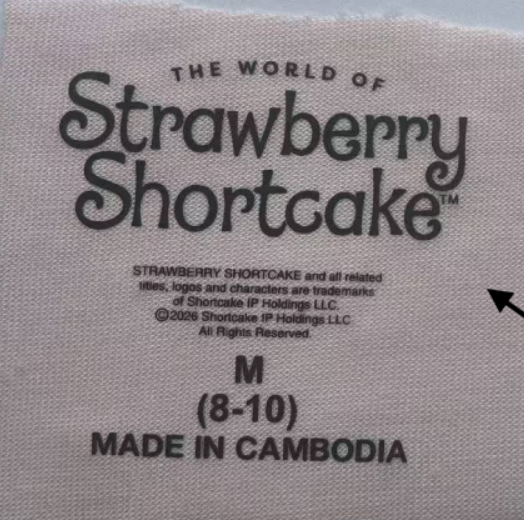 THE WORLD OF
Strawberry
Shortcake™
STRAWBERRY SHORTCAKE and all related
titles, logos and characters are trademarks
of Shortcake IP Holdings LLC.
©2026 Shortcake IP Holdings LLC
All Rights Reserved.
M
(8-10)
MADE IN CAMBODIA